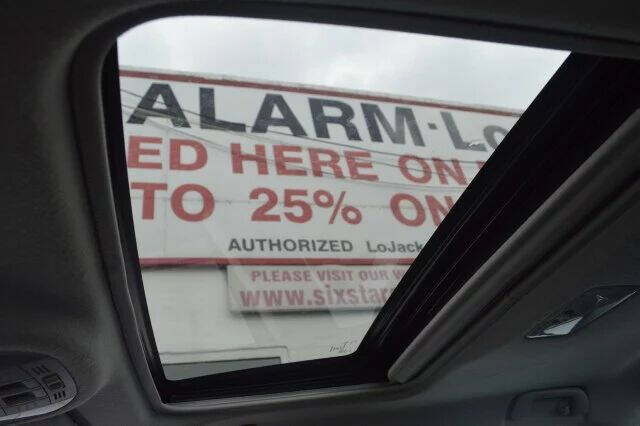 ALARM·Lo
ED HERE ON
TO 25% ON
AUTHORIZED LoJack
PLEASE VISIT OUR W
www.sixstar